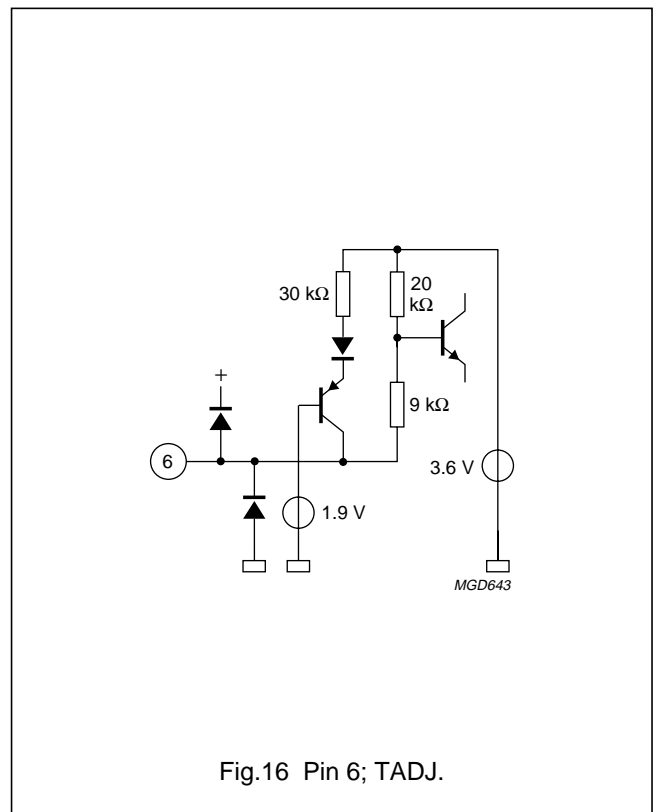 30 kΩ
20
kΩ
+
9 kΩ
6
3.6 V
1.9 V
MGD643
Fig.16 Pin 6; TADJ.